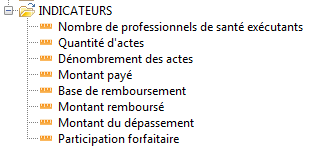 INDICATEURS
Nombre de professionnels de santé exécutants
Quantité d'actes
Dénombrement des actes
Montant payé
Base de remboursement
Montant remboursé
Montant du dépassement
Participation forfaitaire